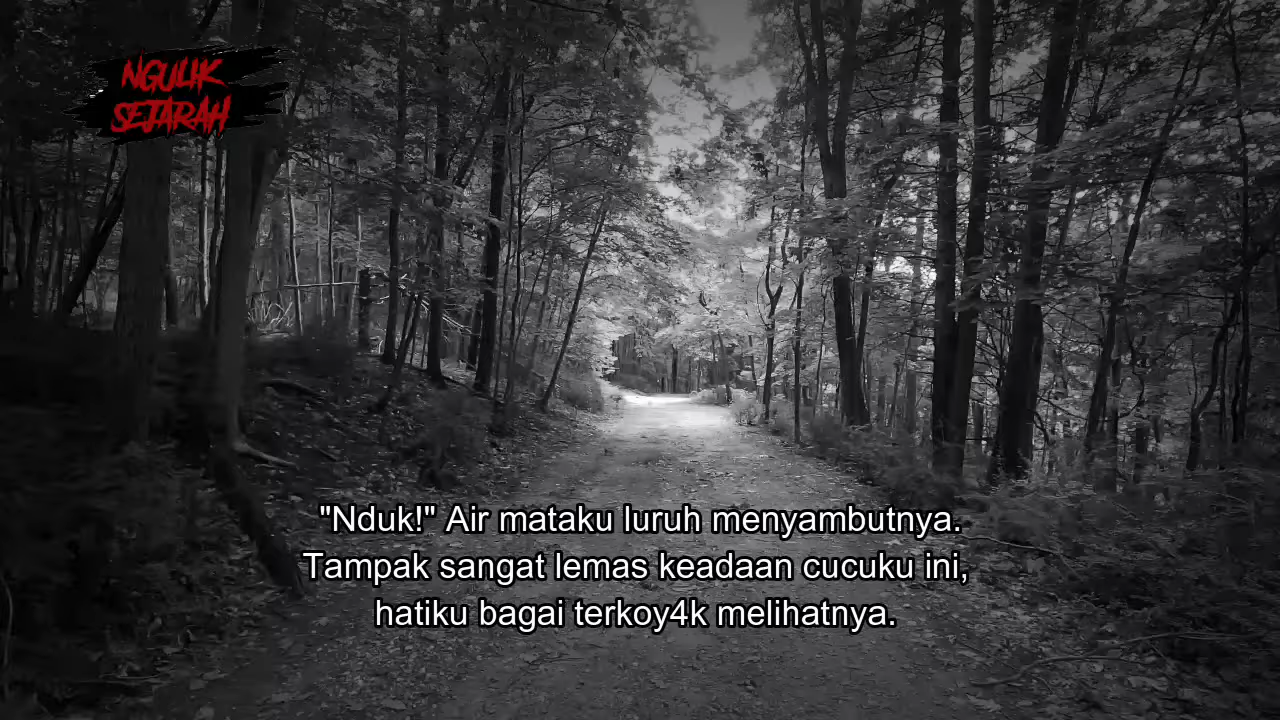 NGULIK
SEJARAH
"Nduk!" Air mataku luruh menyambutnya.
Tampak sangat lemas keadaan cucuku ini,
hatiku bagai terkoy4k melihatnya.